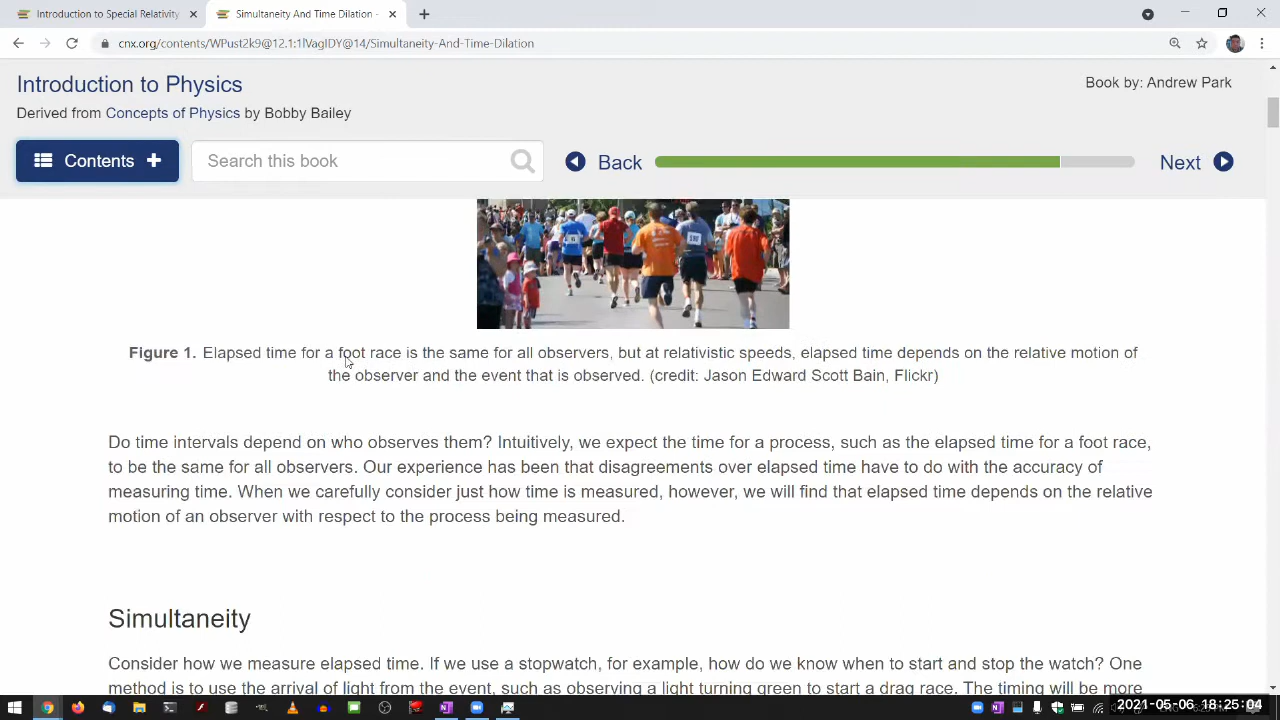 Introduction to Special Relativity
Simultaneity And Time Dilation -
cnx.org/contents/WPust2k9@12.1:1lVagIDY@14/Simultaneity-And-Time-Dilation
Introduction to Physics
Book by: Andrew Park
Derived from Concepts of Physics by Bobby Bailey
Contents
Search this book
Back
Next
Figure 1. Elapsed time for a foot race is the same for all observers, but at relativistic speeds, elapsed time depends on the relative motion of
the observer and the event that is observed. (credit: Jason Edward Scott Bain, Flickr)
Do time intervals depend on who observes them? Intuitively, we expect the time for a process, such as the elapsed time for a foot race,
to be the same for all observers. Our experience has been that disagreements over elapsed time have to do with the accuracy of
measuring time. When we carefully consider just how time is measured, however, we will find that elapsed time depends on the relative
motion of an observer with respect to the process being measured.
Simultaneity
Consider how we measure elapsed time. If we use a stopwatch, for example, how do we know when to start and stop the watch? One
method is to use the arrival of light from the event, such as observing a light turning green to start a drag race. The timing will be more
2021-05-06 18:25:04